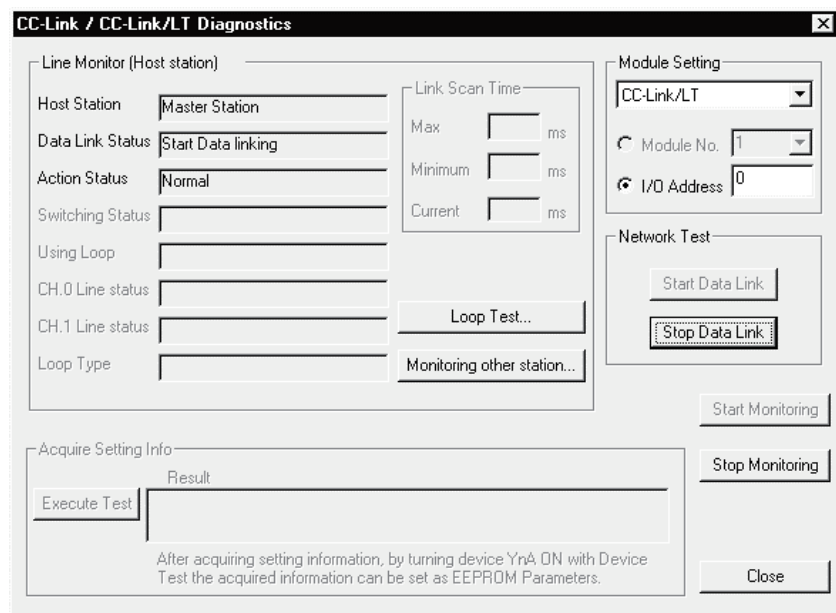 CC-Link / CC-Link/LT Diagnostics
Line Monitor (Host station)
Host Station Master Station
Data Link Status Start Data linking
Action Status Normal
Switching Status
Using Loop
CH.0 Line status
CH.1 Line status
Loop Type
Link Scan Time
Max ms
Minimum ms
Current ms
Loop Test...
Monitoring other station...
Module Setting
CC-Link/LT
Module No. 1
I/O Address 0
Network Test
Start Data Link
Stop Data Link
Start Monitoring
Stop Monitoring
Close
Acquire Setting Info
Result
Execute Test
After acquiring setting information, by turning device YnA ON with Device
Test the acquired information can be set as EEPROM Parameters.